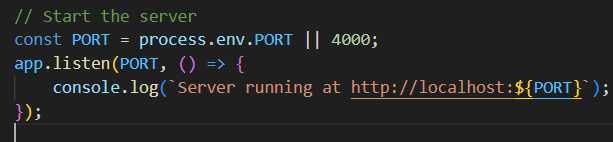 // Start the server
const PORT = process.env.PORT || 4000;
app.listen(PORT, () => {
    console.log(`Server running at http://localhost:${PORT}`);
});